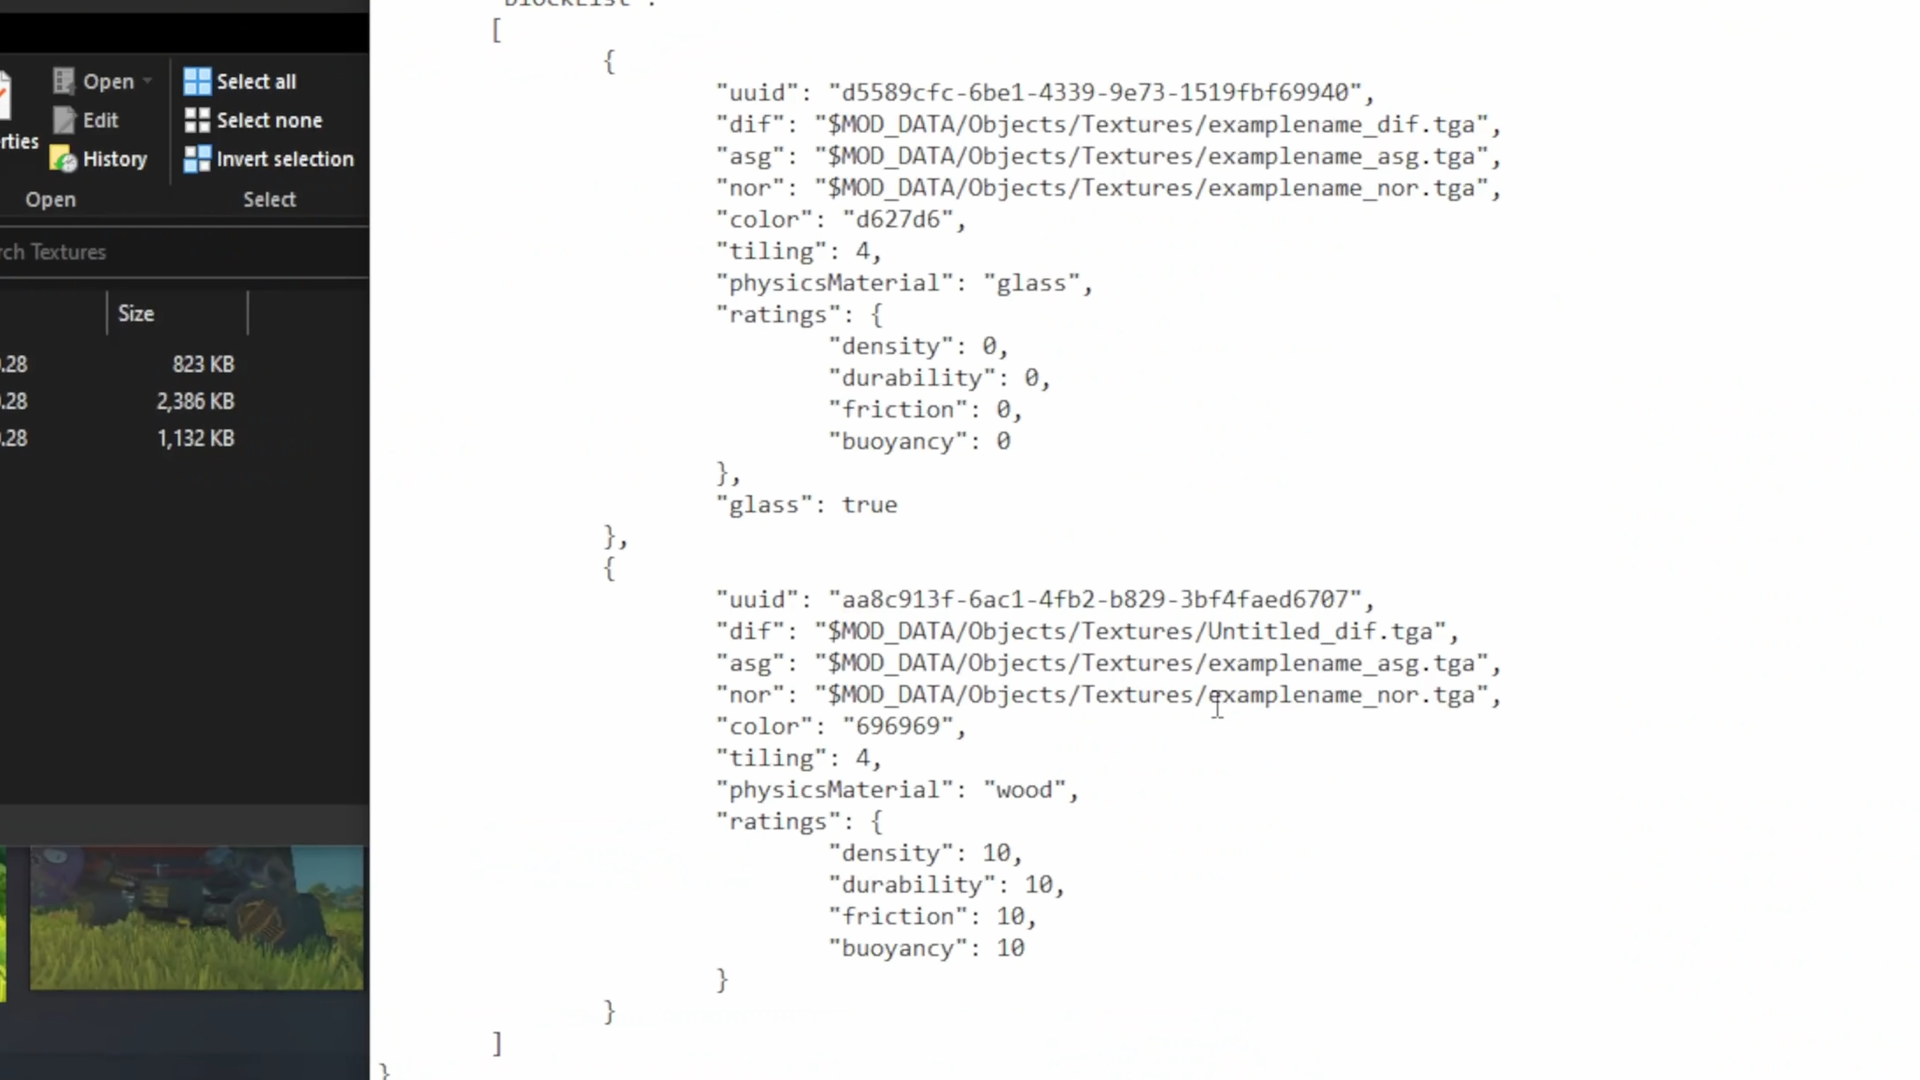 Open
Select all
Edit
Select none
History
Invert selection
Open
Select
Textures
Size
.28 823 KB
.28 2,386 KB
.28 1,132 KB
[
{
"uuid": "d5589cfc-6be1-4339-9e73-1519fbf69940",
"dif": "$MOD_DATA/Objects/Textures/examplename_dif.tga",
"asg": "$MOD_DATA/Objects/Textures/examplename_asg.tga",
"nor": "$MOD_DATA/Objects/Textures/examplename_nor.tga",
"color": "d627d6",
"tiling": 4,
"physicsMaterial": "glass",
"ratings": {
"density": 0,
"durability": 0,
"friction": 0,
"buoyancy": 0
},
"glass": true
},
{
"uuid": "aa8c913f-6ac1-4fb2-b829-3bf4faed6707",
"dif": "$MOD_DATA/Objects/Textures/Untitled_dif.tga",
"asg": "$MOD_DATA/Objects/Textures/examplename_asg.tga",
"nor": "$MOD_DATA/Objects/Textures/examplename_nor.tga",
"color": "696969",
"tiling": 4,
"physicsMaterial": "wood",
"ratings": {
"density": 10,
"durability": 10,
"friction": 10,
"buoyancy": 10
}
}
]
}